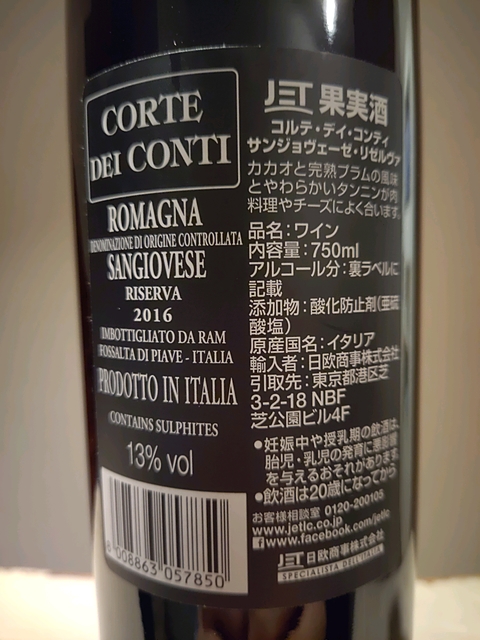 CORTE
DEI CONTI
ROMAGNA
DENOMINAZIONE DI ORIGINE CONTROLLATA
SANGIOVESE
RISERVA
2016
IMBOTTIGLIATO DA RAM
FOSSALTA DI PIAVE - ITALIA
PRODOTTO IN ITALIA
CONTAINS SULPHITES
13% vol
8 006863 057850
JET 果実酒
コルテ・デイ・コンティ
サンジョヴェーゼ・リゼルヴァ
カカオと完熟プラムの風味
とやわらかいタンニンが肉
料理やチーズによく合います。
品名:ワイン
内容量:750ml
アルコール分:裏ラベルに
記載
添加物:酸化防止剤(亜硫
酸塩)
原産国名:イタリア
輸入者:日欧商事株式会社
引取先:東京都港区芝
3-2-18 NBF
芝公園ビル4F
•妊娠中や授乳期の飲酒は、
胎児・乳児の発育に悪影響
を与えるおそれがあります。
•飲酒は20歳になってから
お客様相談室 0120-200105
www.jetlc.co.jp
www.facebook.com/jetlc
JET 日欧商事株式会社
SPECIALISTA DELL'ITALIA